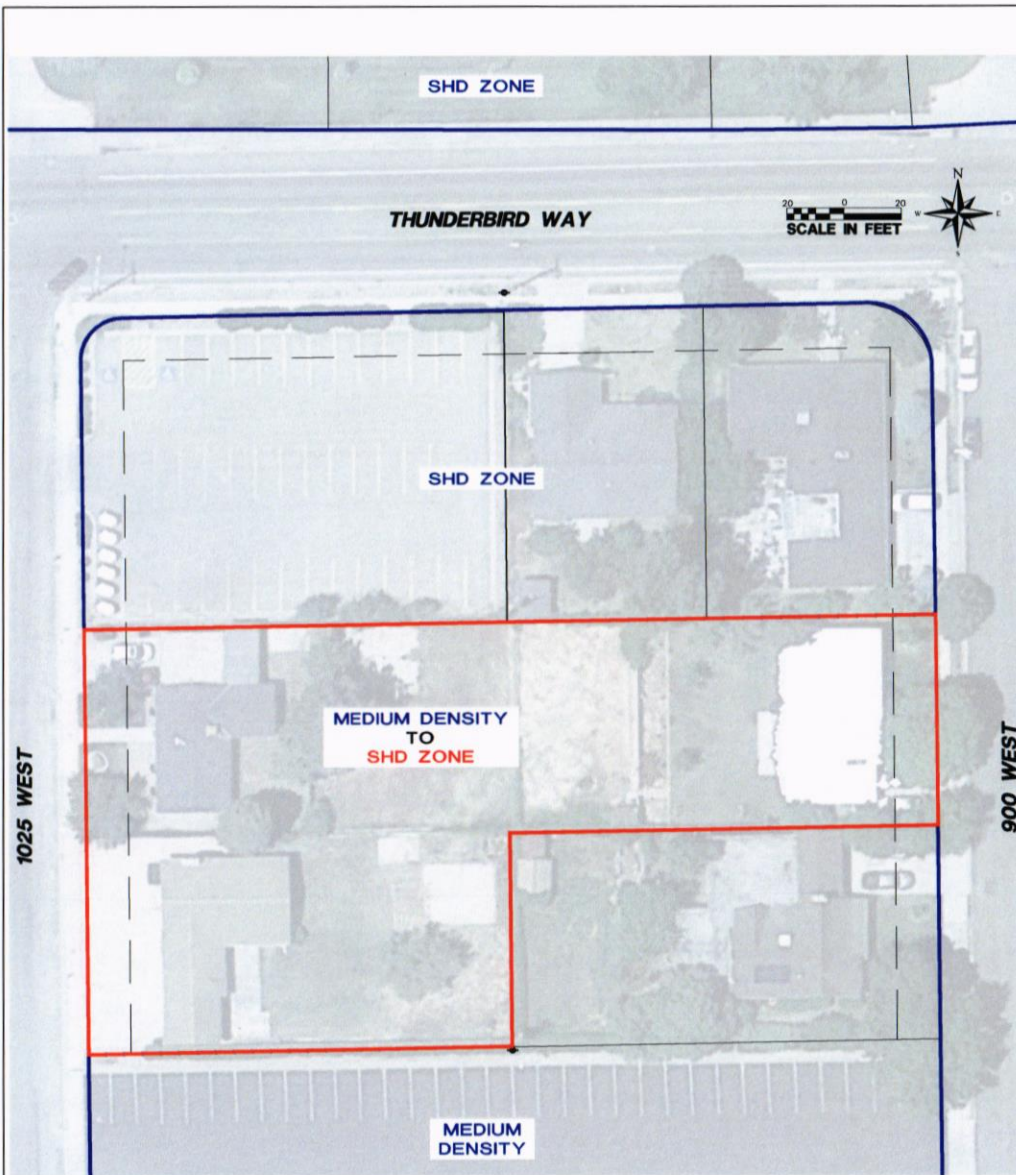 SHD ZONE
N
THUNDERBIRD WAY
20 0 20
W E
SCALE IN FEET
S
SHD ZONE
MEDIUM DENSITY
TO
SHD ZONE
1025 WEST
900 WEST
MEDIUM
DENSITY